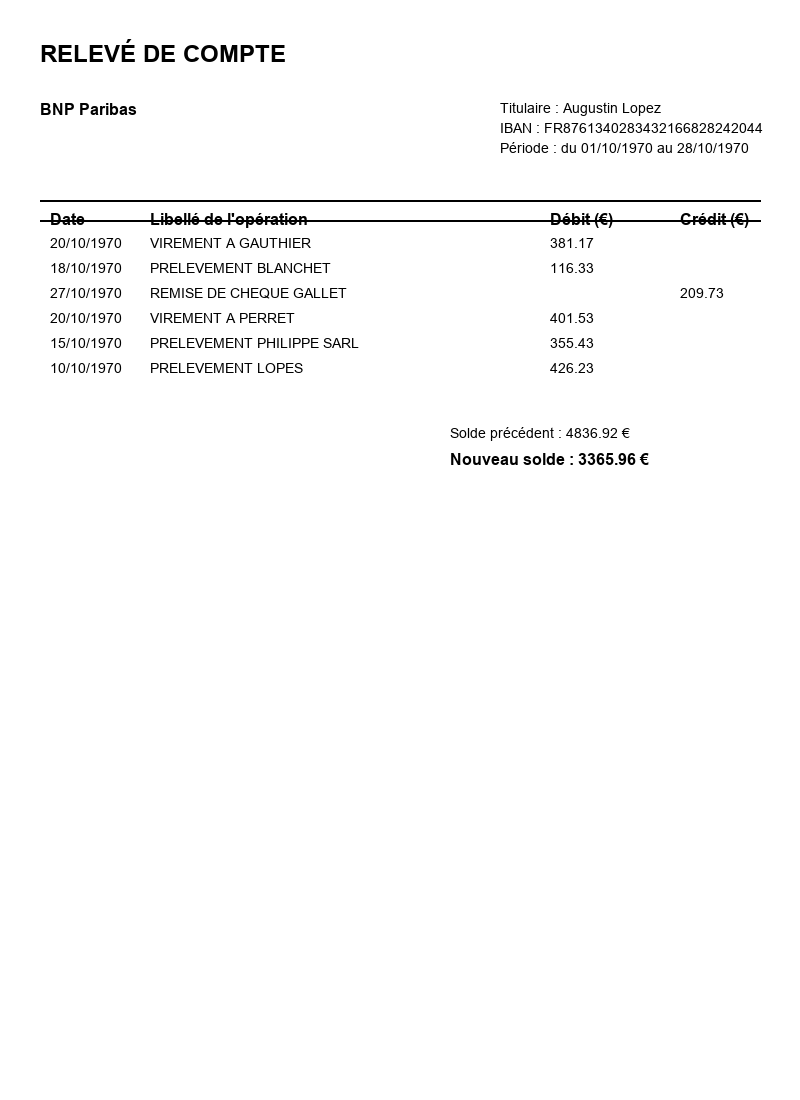 RELEVÉ DE COMPTE
BNP Paribas
Titulaire : Augustin Lopez
IBAN : FR8761340283432166828242044
Période : du 01/10/1970 au 28/10/1970
Date Libellé de l'opération Débit (€) Crédit (€)
20/10/1970 VIREMENT A GAUTHIER 381.17
18/10/1970 PRELEVEMENT BLANCHET 116.33
27/10/1970 REMISE DE CHEQUE GALLET 209.73
20/10/1970 VIREMENT A PERRET 401.53
15/10/1970 PRELEVEMENT PHILIPPE SARL 355.43
10/10/1970 PRELEVEMENT LOPES 426.23
Solde précédent : 4836.92 €
Nouveau solde : 3365.96 €